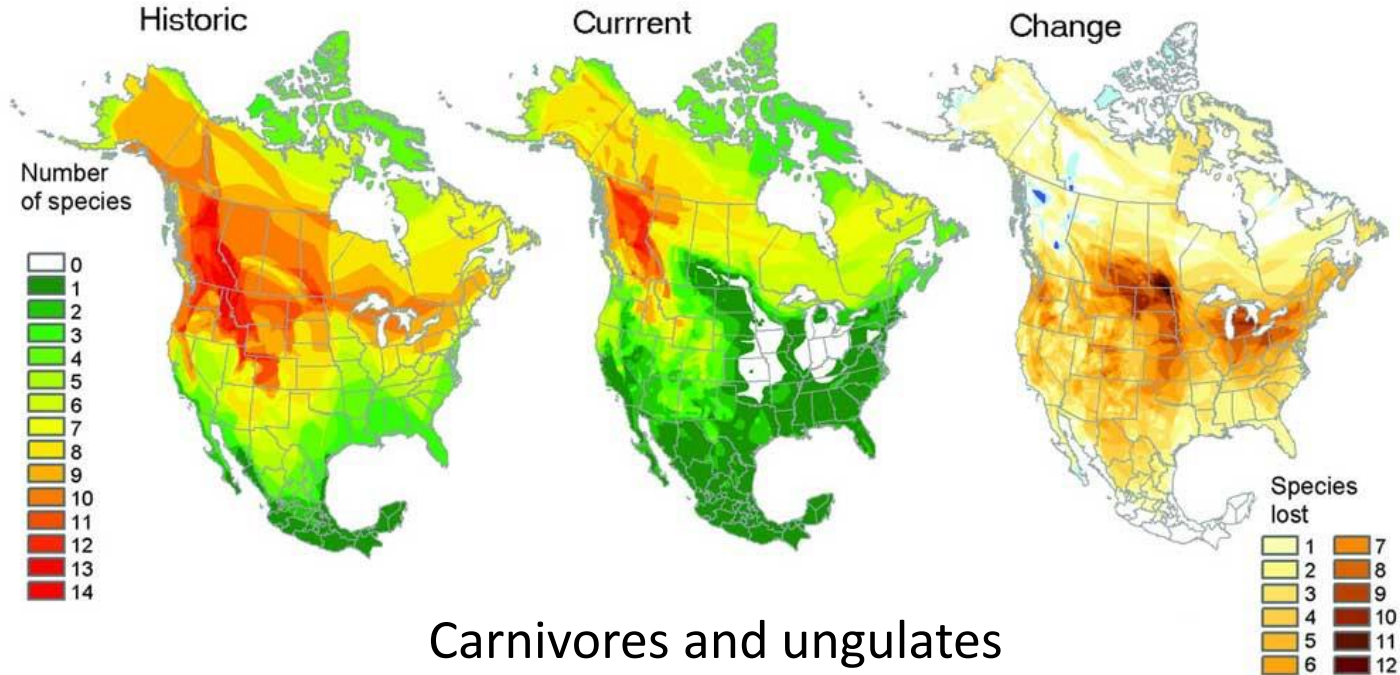 Historic
Currrent
Change
Number
of species
0
1
2
3
4
5
6
7
8
9
10
11
12
13
14
Species
lost
1 7
2 8
3 9
4 10
5 11
6 12
Carnivores and ungulates